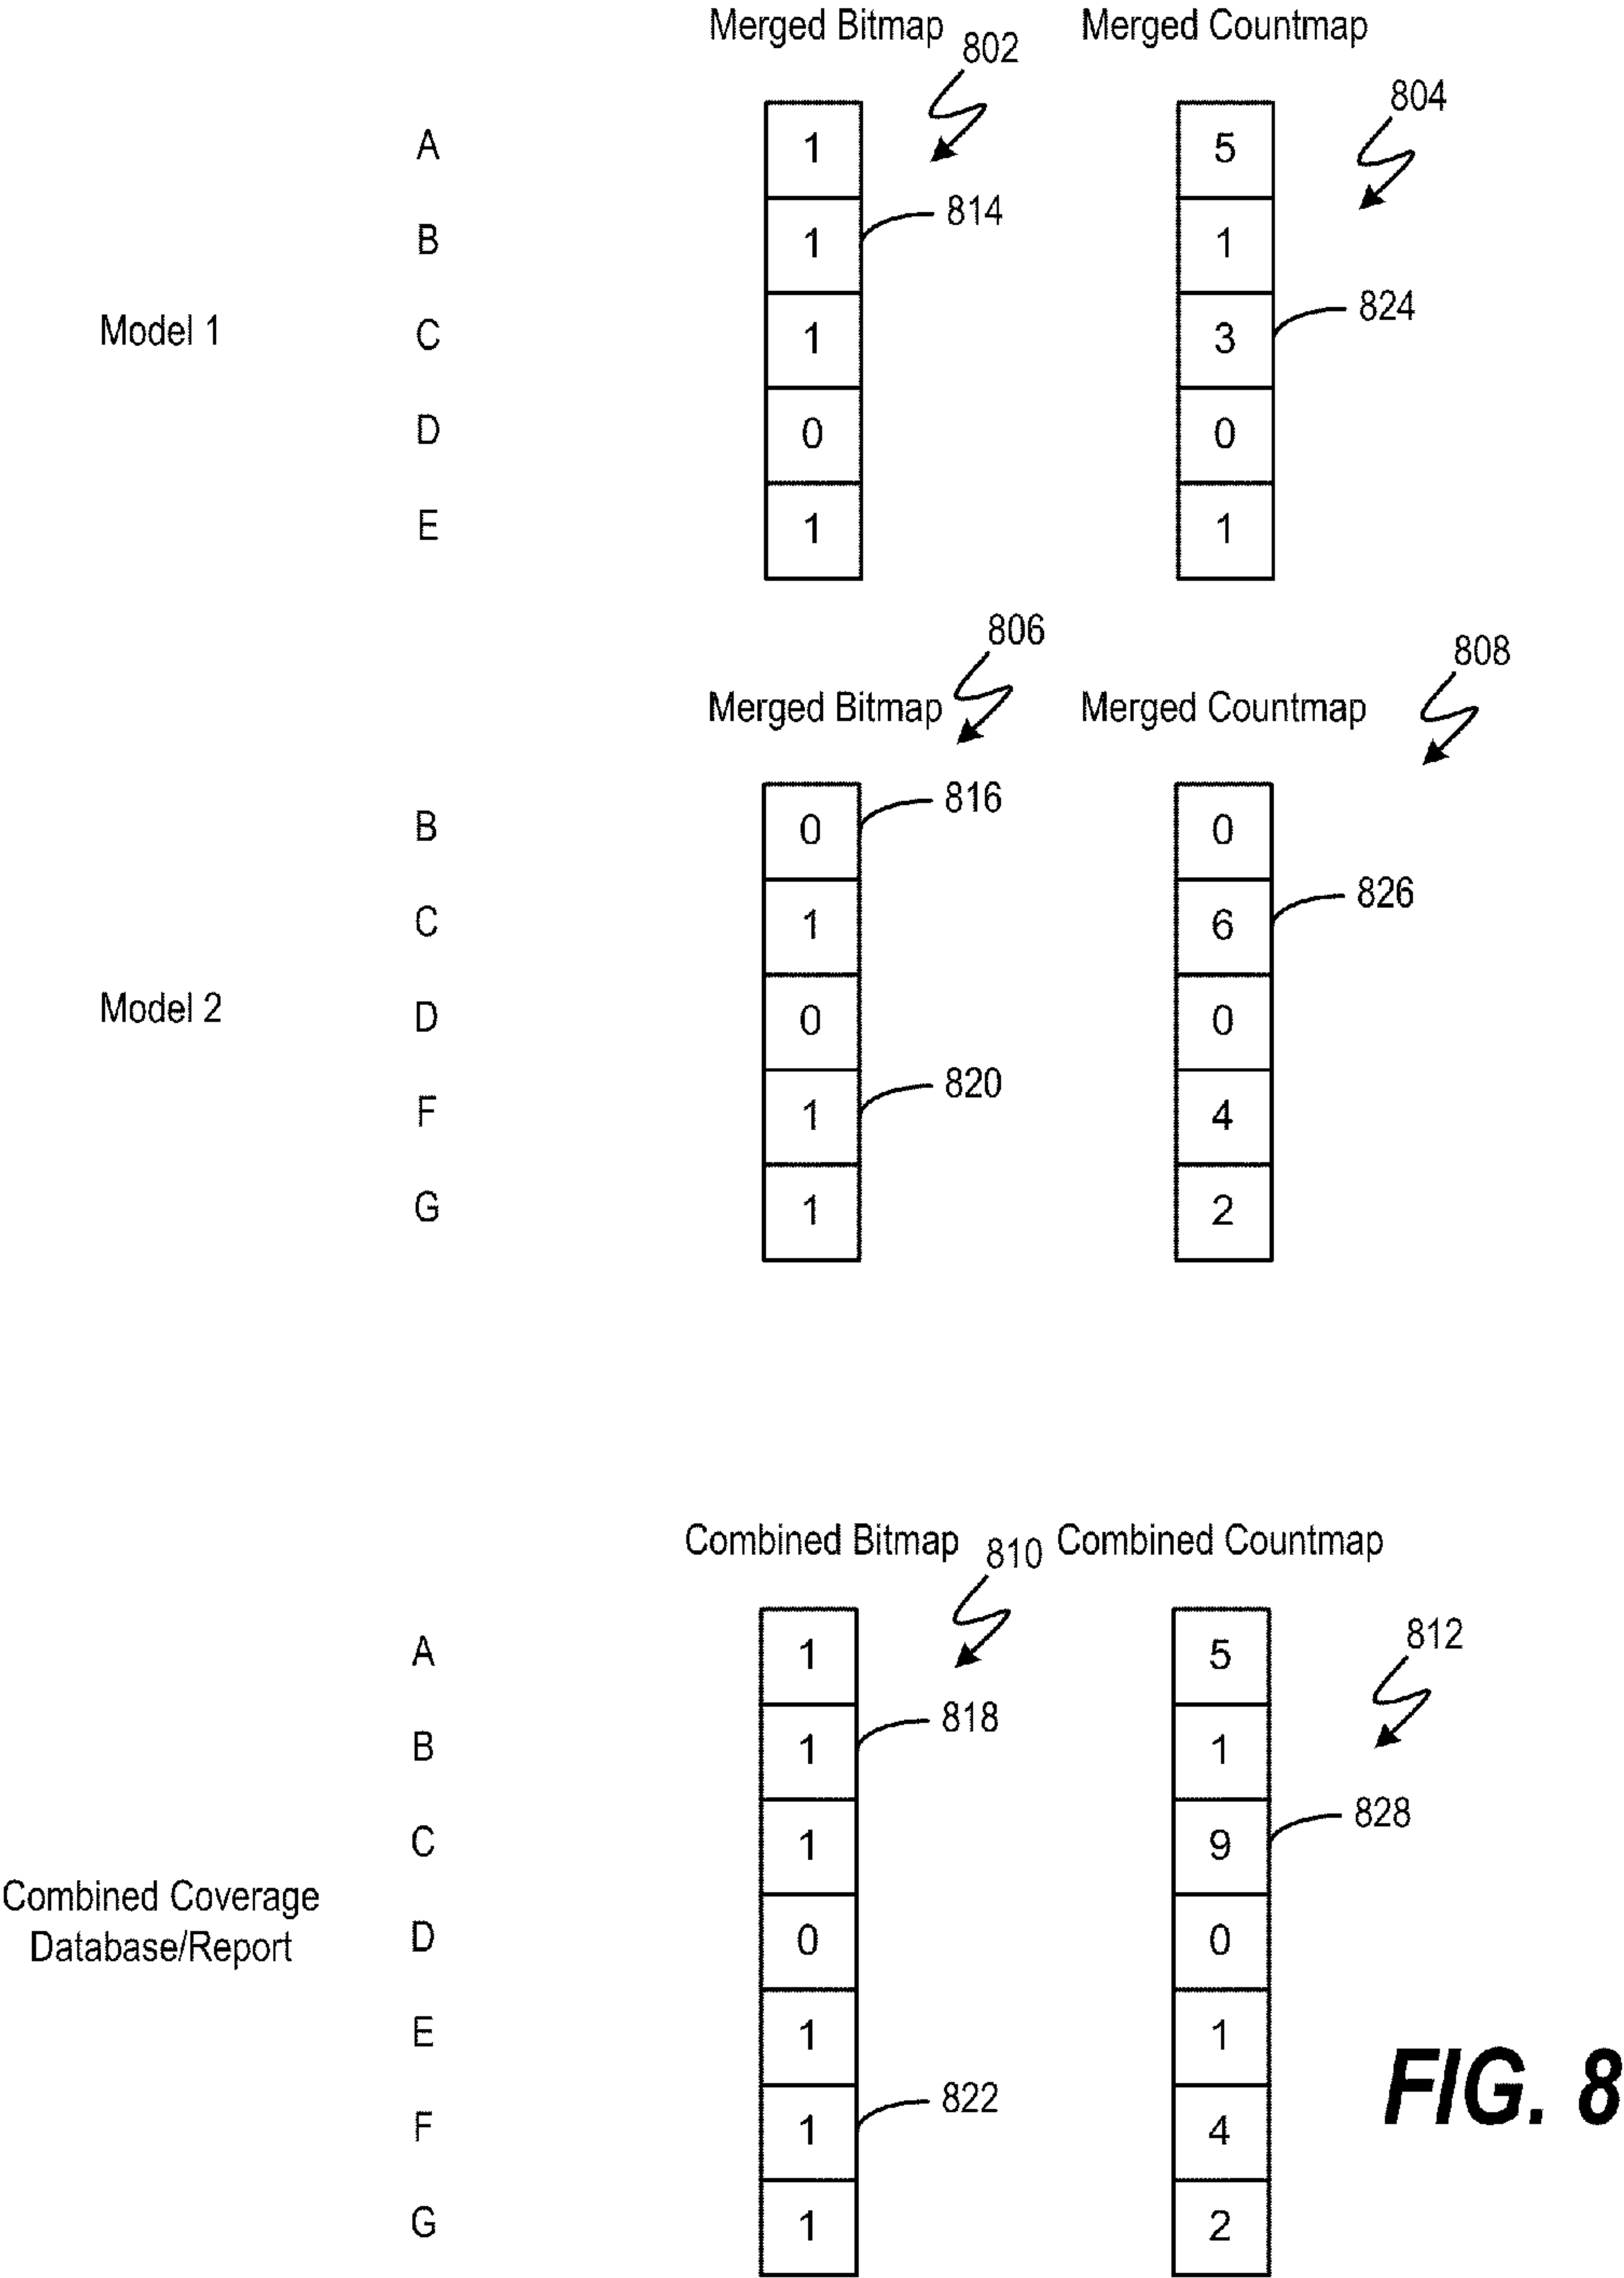 Merged Bitmap 802 Merged Countmap
804
A 1 5
B 1 814 1
Model 1 C 1 3 824
D 0 0
E 1 1
806
808
Merged Bitmap Merged Countmap
B 0 816 0
C 1 6 826
Model 2 D 0 0
F 1 820 4
G 1 2
Combined Bitmap 810 Combined Countmap
A 1 5 812
B 1 818 1
C 1 9 828
Combined Coverage
Database/Report D 0 0
E 1 1
F 1 822 4
G 1 2
FIG. 8